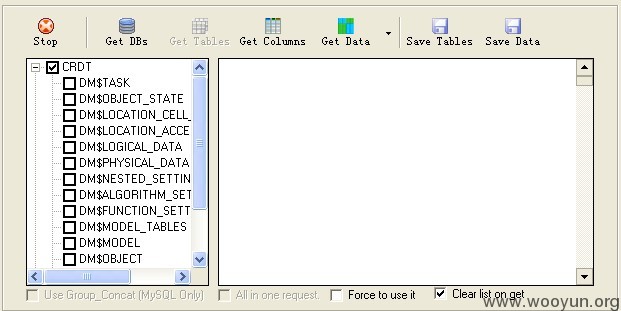 Stop Get DBs Get Tables Get Columns Get Data Save Tables Save Data
CRDT
DM$TASK
DM$OBJECT_STATE
DM$LOCATION_CELL_
DM$LOCATION_ACCE
DM$LOGICAL_DATA
DM$PHYSICAL_DATA
DM$NESTED_SETTIN
DM$ALGORITHM_SET
DM$FUNCTION_SETT
DM$MODEL_TABLES
DM$MODEL
DM$OBJECT
Use Group_Concat (MySQL Only) All in one request. Force to use it Clear list on get
www.wooyun.org